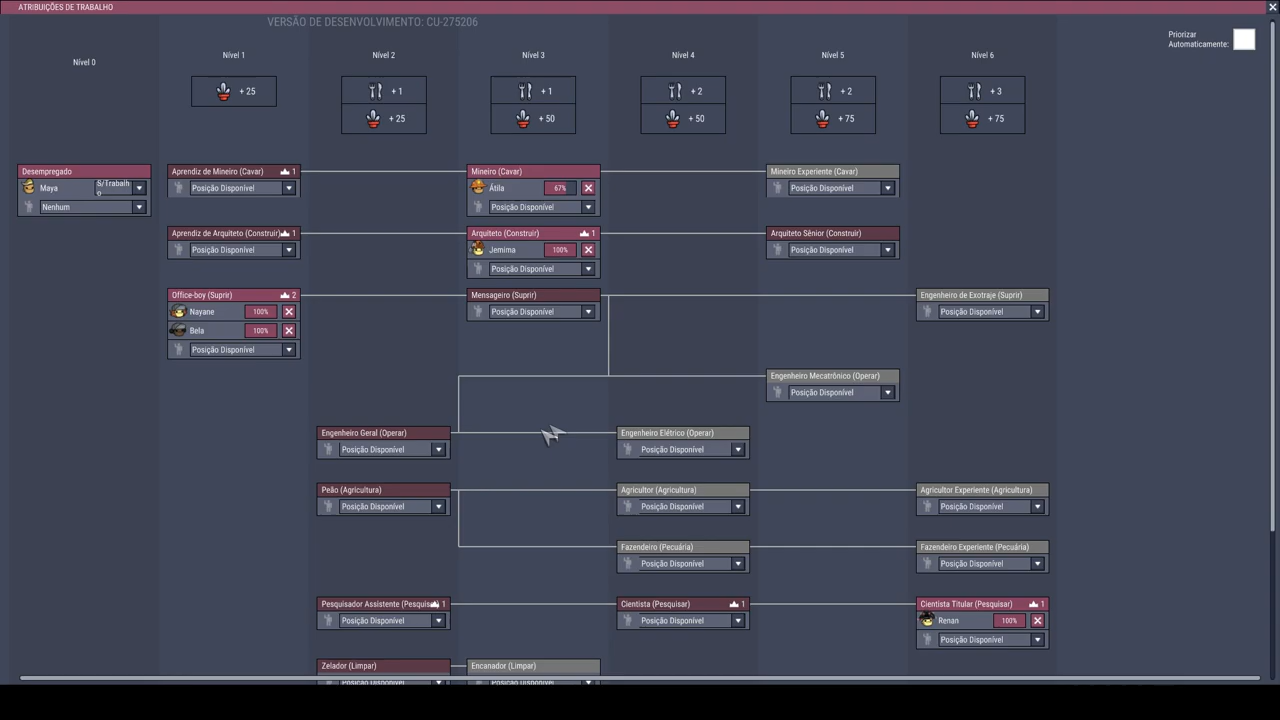 ATRIBUIÇÕES DE TRABALHO
VERSÃO DE DESENVOLVIMENTO: CU-275206
Priorizar
Automaticamente:
Nível 0
Nível 1
Nível 2
Nível 3
Nível 4
Nível 5
Nível 6
+ 25
+ 1
+ 1
+ 2
+ 2
+ 3
+ 25
+ 50
+ 50
+ 75
+ 75
Desempregado
Maya
S/Trabalh
o
Nenhum
Aprendiz de Mineiro (Cavar) 1
Posição Disponível
Mineiro (Cavar)
Átila 67%
Posição Disponível
Mineiro Experiente (Cavar)
Posição Disponível
Aprendiz de Arquiteto (Construir) 1
Posição Disponível
Arquiteto (Construir) 1
Jemima 100%
Posição Disponível
Arquiteto Sênior (Construir)
Posição Disponível
Office-boy (Suprir) 2
Nayane 100%
Bela 100%
Posição Disponível
Mensageiro (Suprir)
Posição Disponível
Engenheiro de Exotraje (Suprir)
Posição Disponível
Engenheiro Mecatrônico (Operar)
Posição Disponível
Engenheiro Geral (Operar)
Posição Disponível
Engenheiro Elétrico (Operar)
Posição Disponível
Peão (Agricultura)
Posição Disponível
Agricultor (Agricultura)
Posição Disponível
Agricultor Experiente (Agricultura)
Posição Disponível
Fazendeiro (Pecuária)
Posição Disponível
Fazendeiro Experiente (Pecuária)
Posição Disponível
Pesquisador Assistente (Pesquisar) 1
Posição Disponível
Cientista (Pesquisar) 1
Posição Disponível
Cientista Titular (Pesquisar) 1
Renan 100%
Posição Disponível
Zelador (Limpar)
Posição Disponível
Encanador (Limpar)
Posição Disponível